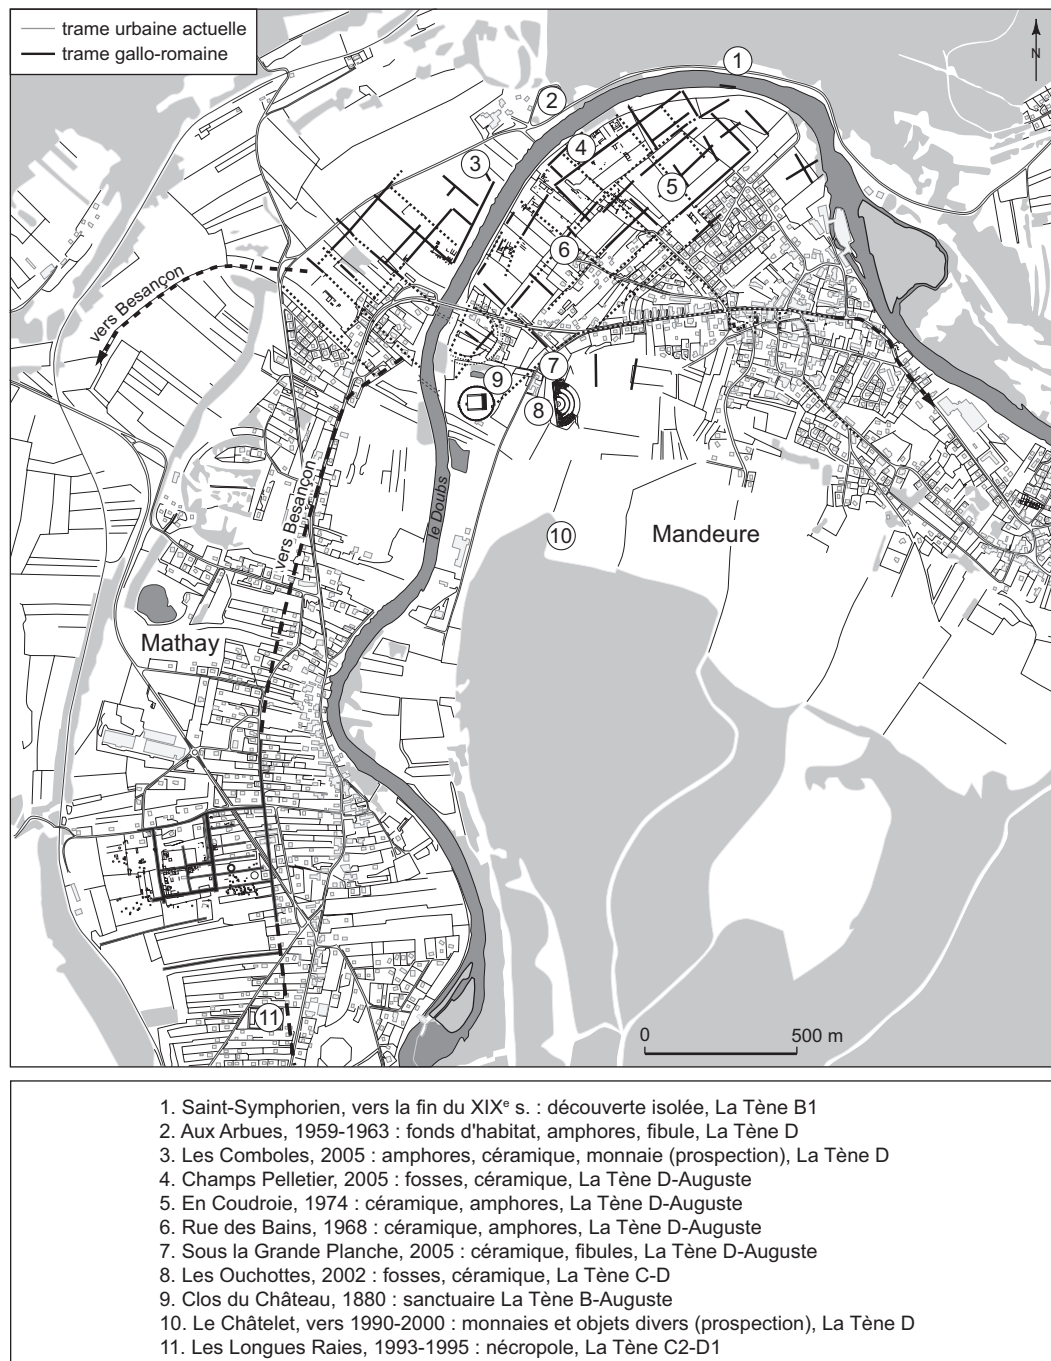 trame urbaine actuelle
trame gallo-romaine
N
1
2
3
4
5
6
vers Besançon
7
9
8
vers Besançon
le Doubs
10
Mandeure
Mathay
11
0 500 m
1. Saint-Symphorien, vers la fin du XIXᵉ s. : découverte isolée, La Tène B1
2. Aux Arbues, 1959-1963 : fonds d'habitat, amphores, fibule, La Tène D
3. Les Comboles, 2005 : amphores, céramique, monnaie (prospection), La Tène D
4. Champs Pelletier, 2005 : fosses, céramique, La Tène D-Auguste
5. En Coudroie, 1974 : céramique, amphores, La Tène D-Auguste
6. Rue des Bains, 1968 : céramique, amphores, La Tène D-Auguste
7. Sous la Grande Planche, 2005 : céramique, fibules, La Tène D-Auguste
8. Les Ouchottes, 2002 : fosses, céramique, La Tène C-D
9. Clos du Château, 1880 : sanctuaire La Tène B-Auguste
10. Le Châtelet, vers 1990-2000 : monnaies et objets divers (prospection), La Tène D
11. Les Longues Raies, 1993-1995 : nécropole, La Tène C2-D1